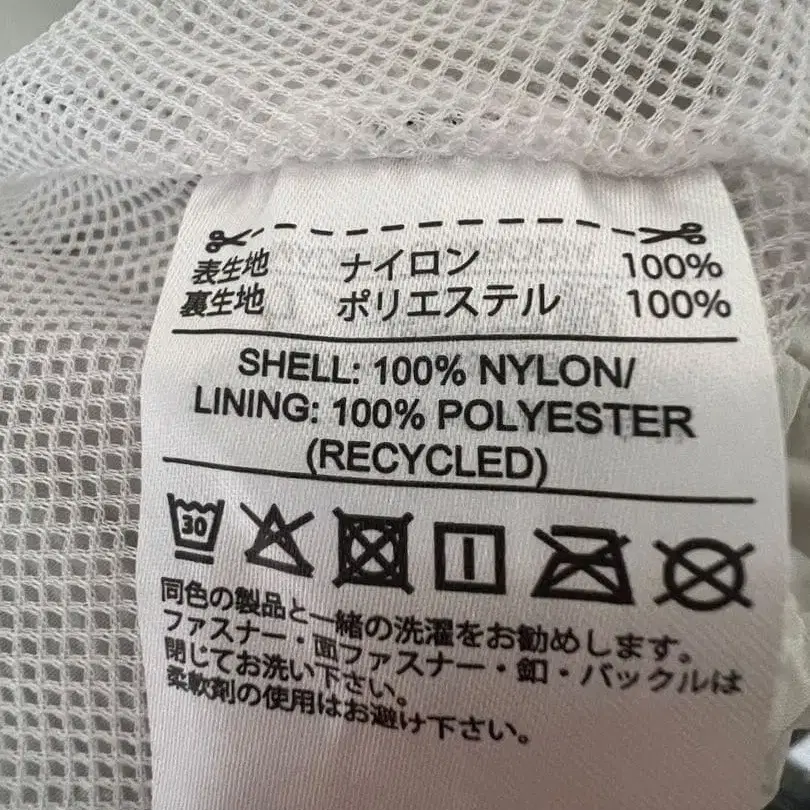 表生地 ナイロン 100%
裏生地 ポリエステル 100%
SHELL: 100% NYLON/
LINING: 100% POLYESTER
(RECYCLED)
30
同色の製品と一緒の洗濯をお勧めします。
ファスナー・面ファスナー・釦・バックルは
閉じてお洗い下さい。
柔軟剤の使用はお避け下さい。